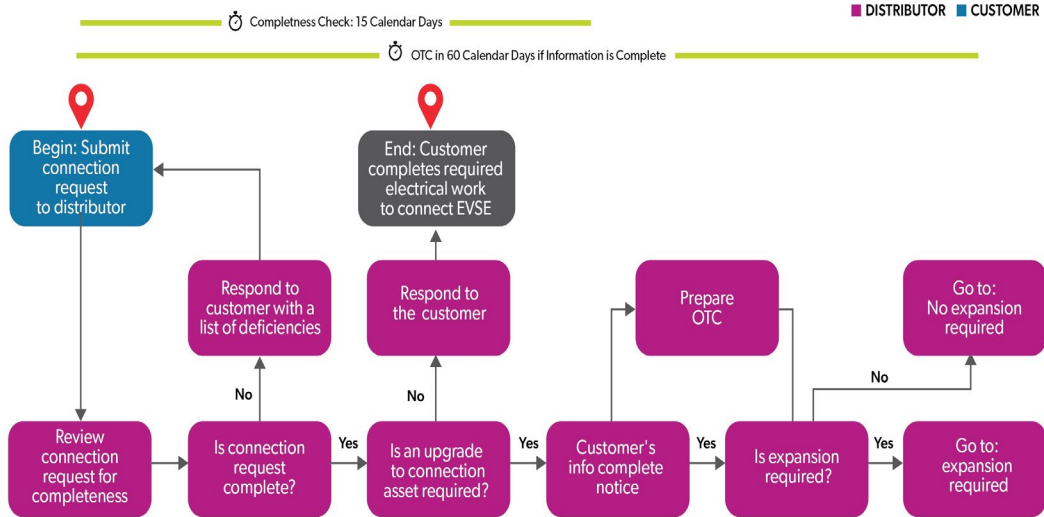 DISTRIBUTOR
CUSTOMER
Completness Check: 15 Calendar Days
OTC in 60 Calendar Days if Information is Complete
Begin: Submit
connection
request
to distributor
End: Customer
completes required
electrical work
to connect EVSE
Respond to
customer with a
list of deficiencies
Respond to
the customer
Prepare
OTC
Go to:
No expansion
required
No
No
No
Review
connection
request for
completeness
Is connection
request
complete?
Yes
Is an upgrade
to connection
asset required?
Yes
Customer's
info complete
notice
Yes
Is expansion
required?
Yes
Go to:
expansion
required